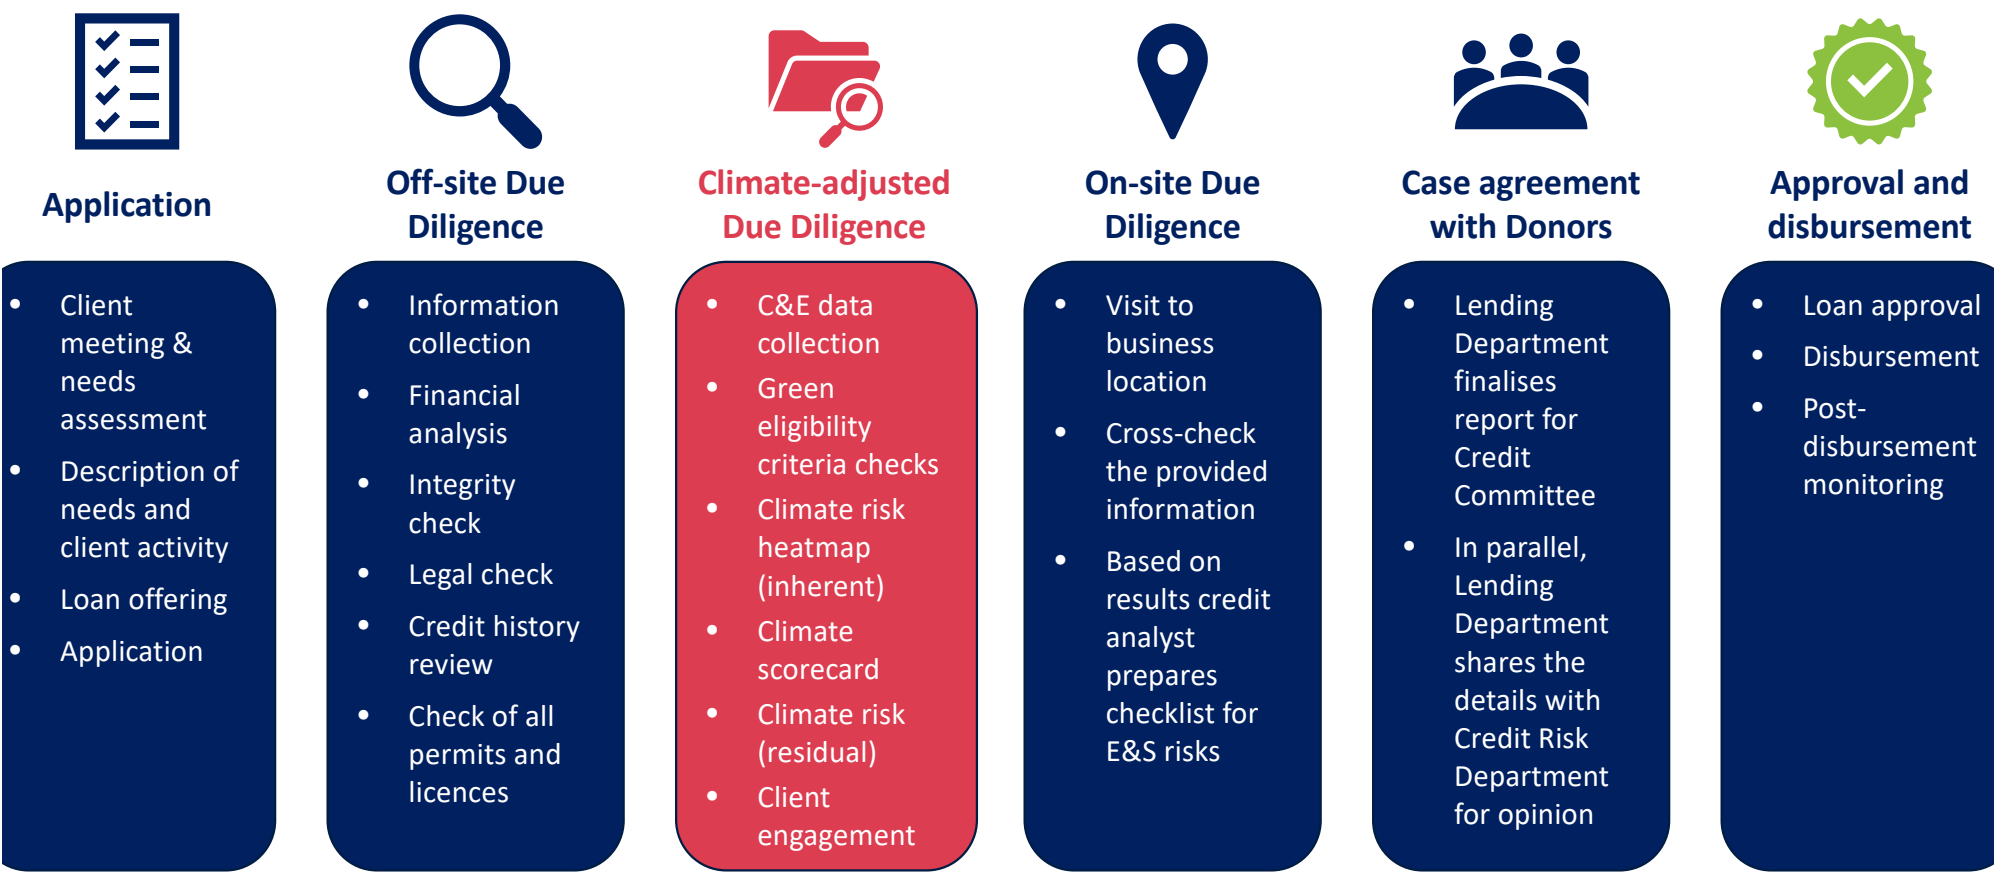 Application
• Client
meeting &
needs
assessment
• Description of
needs and
client activity
• Loan offering
• Application
Off-site Due
Diligence
• Information
collection
• Financial
analysis
• Integrity
check
• Legal check
• Credit history
review
• Check of all
permits and
licences
Climate-adjusted
Due Diligence
• C&E data
collection
• Green
eligibility
criteria checks
• Climate risk
heatmap
(inherent)
• Climate
scorecard
• Climate risk
(residual)
• Client
engagement
On-site Due
Diligence
• Visit to
business
location
• Cross-check
the provided
information
• Based on
results credit
analyst
prepares
checklist for
E&S risks
Case agreement
with Donors
• Lending
Department
finalises
report for
Credit
Committee
• In parallel,
Lending
Department
shares the
details with
Credit Risk
Department
for opinion
Approval and
disbursement
• Loan approval
• Disbursement
• Post-
disbursement
monitoring